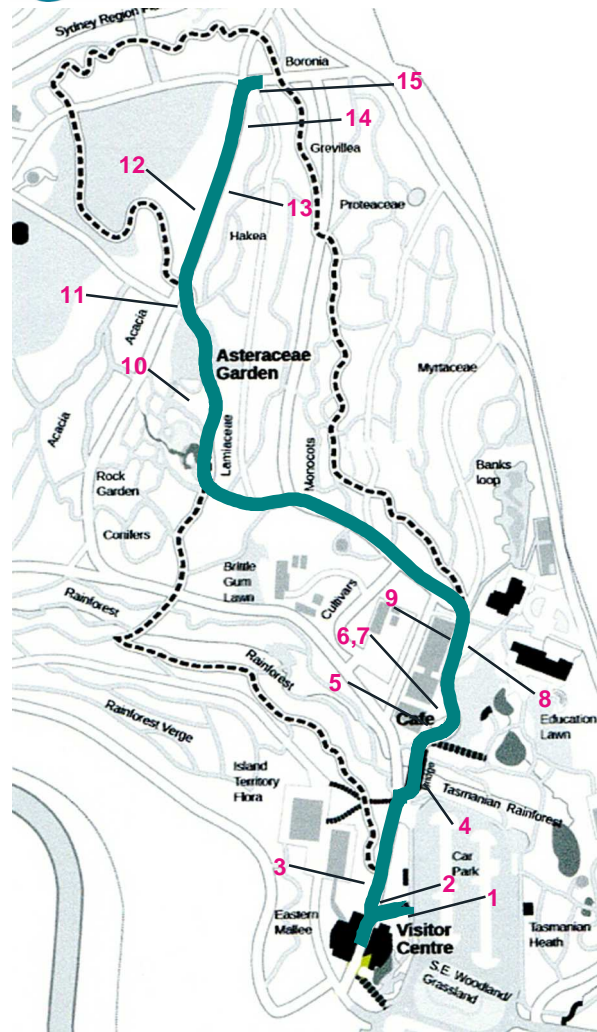 Sydney Region
Boronia
15
14
Grevillea
12
13
Proteaceae
Hakea
11
Acacia
Asteraceae
Garden
10
Myrtaceae
Acacia
Lamiaceae
Monocots
Banks
loop
Rock
Garden
Conifers
Brittle
Gum
Lawn
Cultivars
9
Rainforest
6,7
Rainforest
5
8
Cafe
Education
Lawn
Rainforest Verge
Island
Territory
Flora
Bridge
Tasmanian Rainforest
4
3
Car
Park
2
1
Eastern
Mallee
Visitor
Centre
Tasmanian
Heath
S.E. Woodland/
Grassland